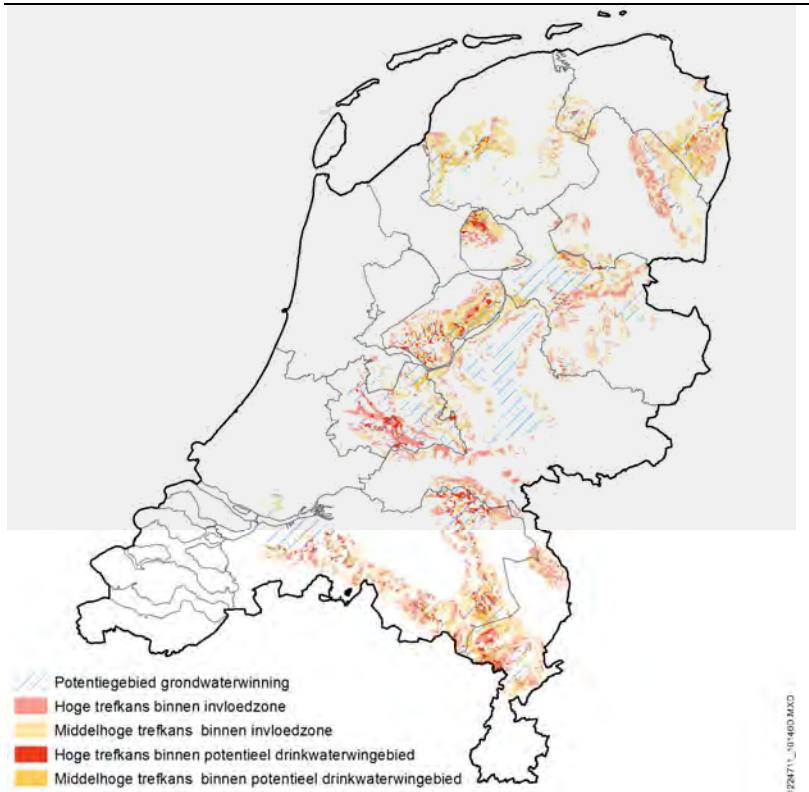 Potentiegebied grondwaterwinning
Hoge trefkans binnen invloedzone
Middelhoge trefkans binnen invloedzone
Hoge trefkans binnen potentieel drinkwaterwingebied
Middelhoge trefkans binnen potentieel drinkwaterwingebied